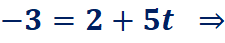 −3 = 2 + 5t ⇒